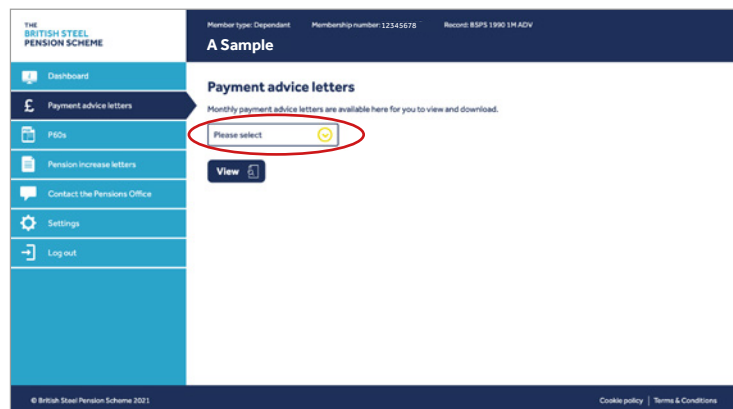 THE
BRITISH STEEL
PENSION SCHEME
Member type: Dependant Membership number: 12345678 Record: BSPS 1990 1M ADV
A Sample
Dashboard
£ Payment advice letters
P60s
Pension increase letters
Contact the Pensions Office
Settings
Log out
Payment advice letters
Monthly payment advice letters are available here for you to view and download.
Please select
View
© British Steel Pension Scheme 2021
Cookie policy | Terms & Conditions